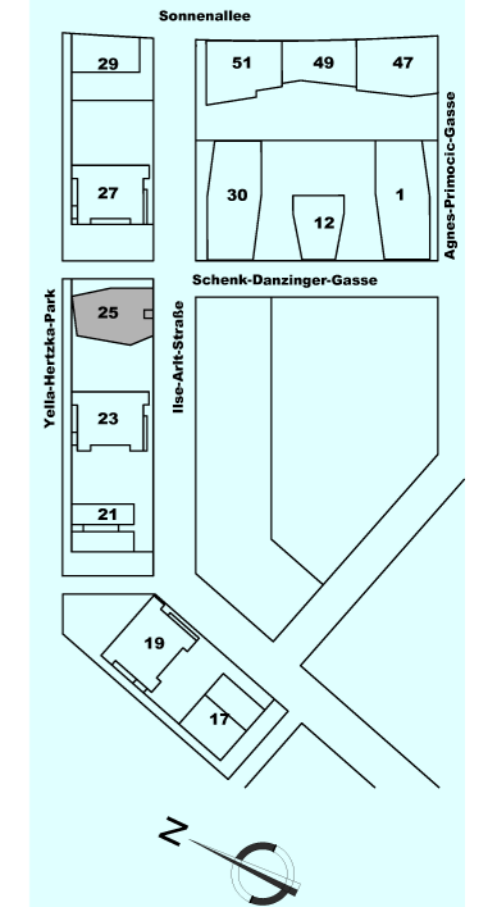 Sonnenallee
29
51
49
47
Agnes-Primocic-Gasse
27
30
12
1
Schenk-Danzinger-Gasse
Yella-Hertzka-Park
25
Ilse-Arlt-Straße
23
21
19
17
N